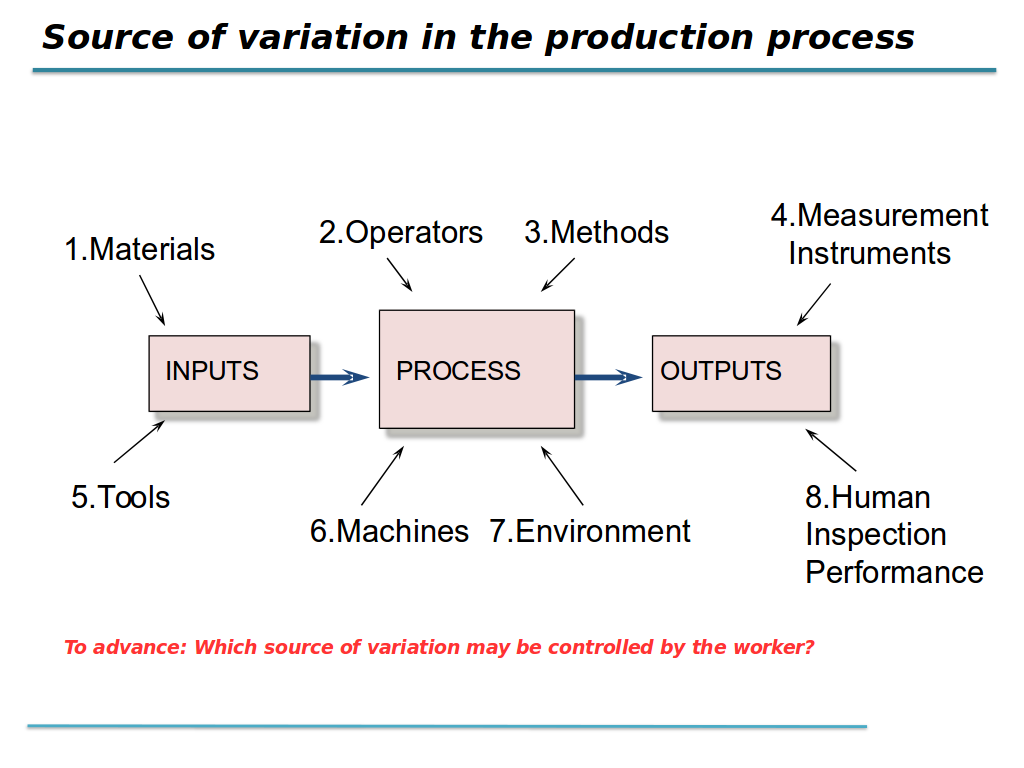 Source of variation in the production process
1.Materials
2.Operators
3.Methods
4.Measurement
Instruments
INPUTS
PROCESS
OUTPUTS
5.Tools
6.Machines
7.Environment
8.Human
Inspection
Performance
To advance: Which source of variation may be controlled by the worker?